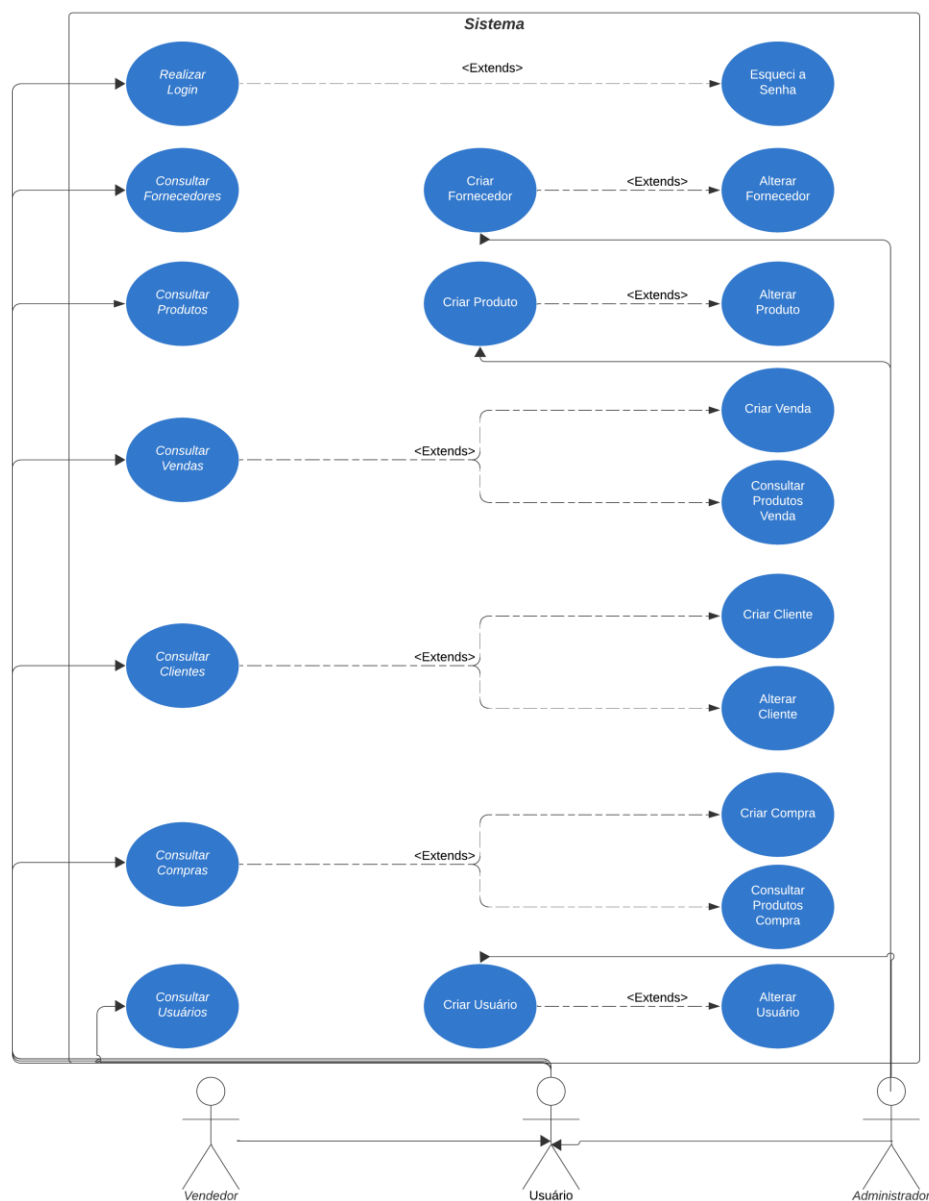 Sistema
Realizar
Login
<Extends>
Esqueci a
Senha
Consultar
Fornecedores
Criar
Fornecedor
<Extends>
Alterar
Fornecedor
Consultar
Produtos
Criar Produto
<Extends>
Alterar
Produto
Consultar
Vendas
<Extends>
Criar Venda
Consultar
Produtos
Venda
Consultar
Clientes
<Extends>
Criar Cliente
Alterar
Cliente
Consultar
Compras
<Extends>
Criar Compra
Consultar
Produtos
Compra
Consultar
Usuários
Criar Usuário
<Extends>
Alterar
Usuário
Vendedor
Usuário
Administrador